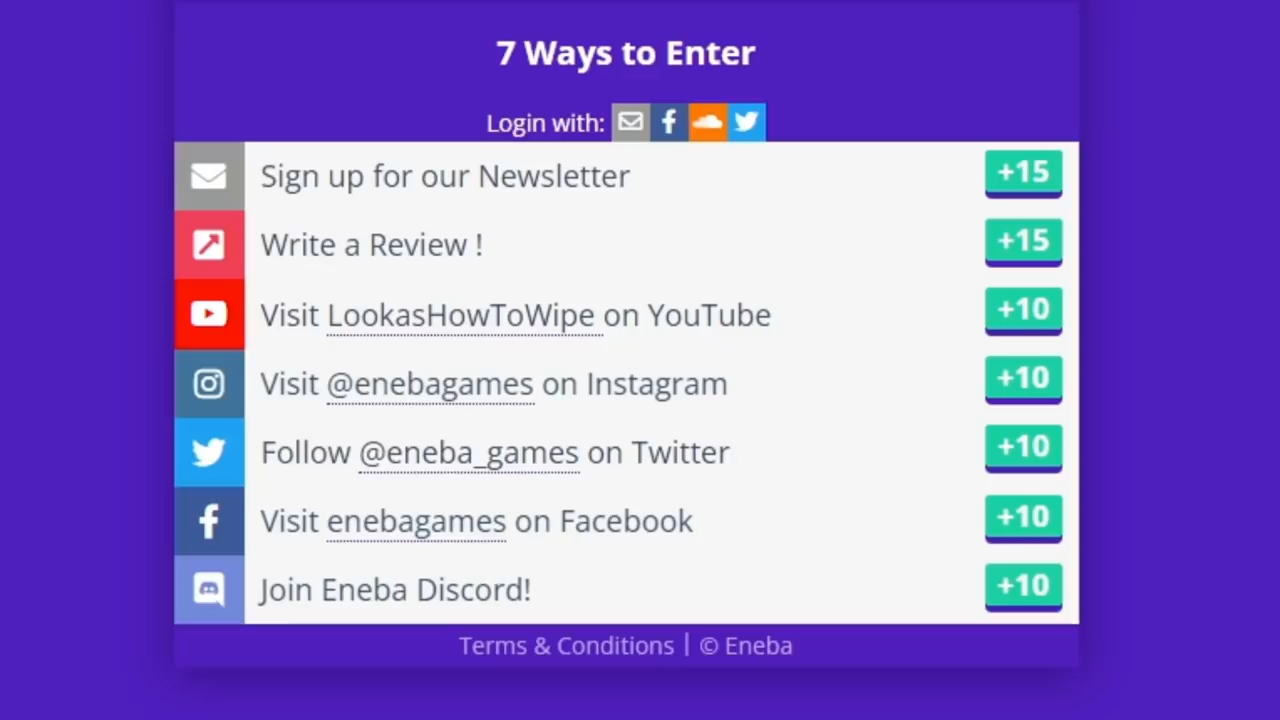 7 Ways to Enter
Login with:
Sign up for our Newsletter +15
Write a Review ! +15
Visit LookasHowToWipe on YouTube +10
Visit @enebagames on Instagram +10
Follow @eneba_games on Twitter +10
Visit enebagames on Facebook +10
Join Eneba Discord! +10
Terms & Conditions | © Eneba